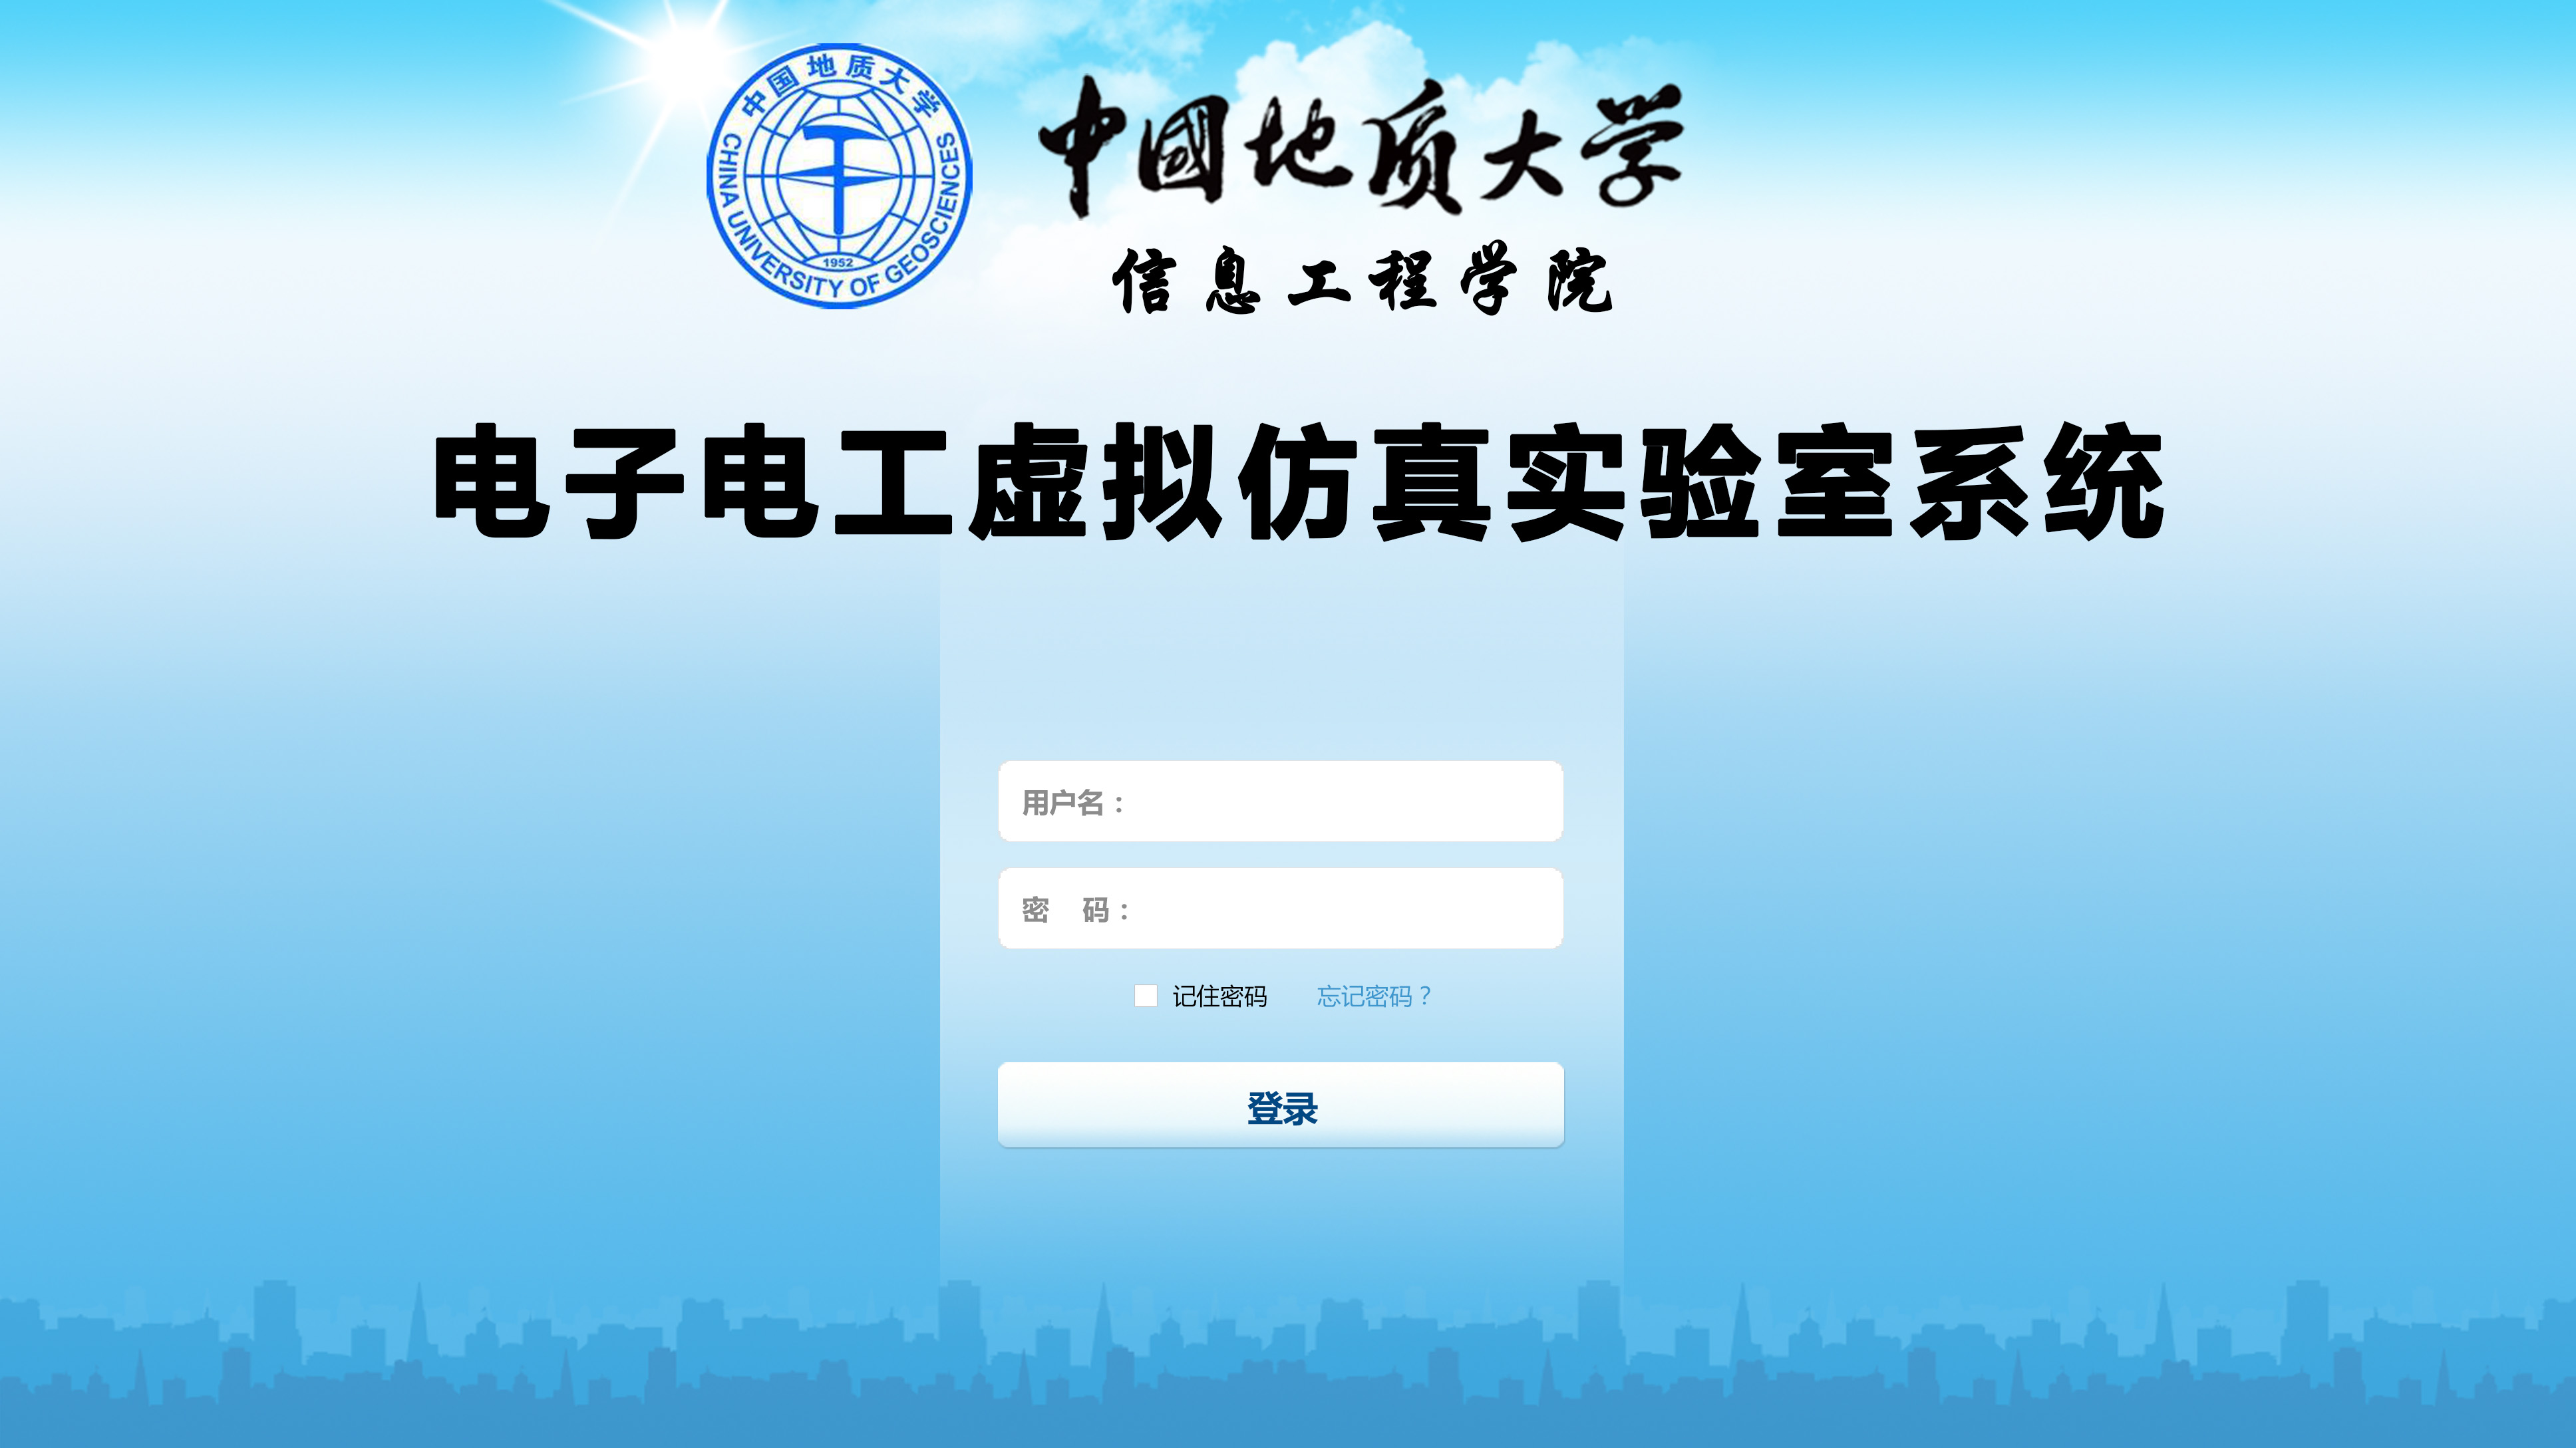 中国地质大学
CHINA UNIVERSITY OF GEOSCIENCES
1952
中國地质大学
信息工程学院
电子电工虚拟仿真实验室系统
用户名：
密 码：
记住密码 忘记密码？
登录